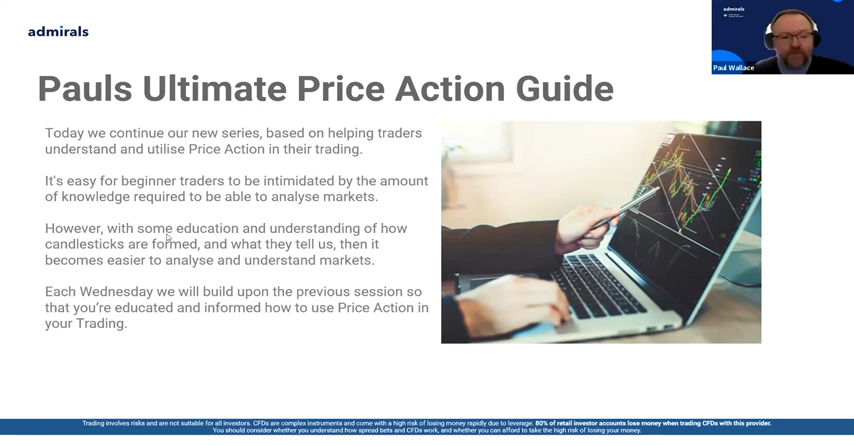 admirals
admirals
Paul Wallace
Pauls Ultimate Price Action Guide
Today we continue our new series, based on helping traders
understand and utilise Price Action in their trading.
It's easy for beginner traders to be intimidated by the amount
of knowledge required to be able to analyse markets.
However, with some education and understanding of how
candlesticks are formed, and what they tell us, then it
becomes easier to analyse and understand markets.
Each Wednesday we will build upon the previous session so
that you're educated and informed how to use Price Action in
your Trading.
Trading involves risks and are not suitable for all investors. CFDs are complex instruments and come with a high risk of losing money rapidly due to leverage. 80% of retail investor accounts lose money when trading CFDs with this provider.
You should consider whether you understand how spread bets and CFDs work, and whether you can afford to take the high risk of losing your money.